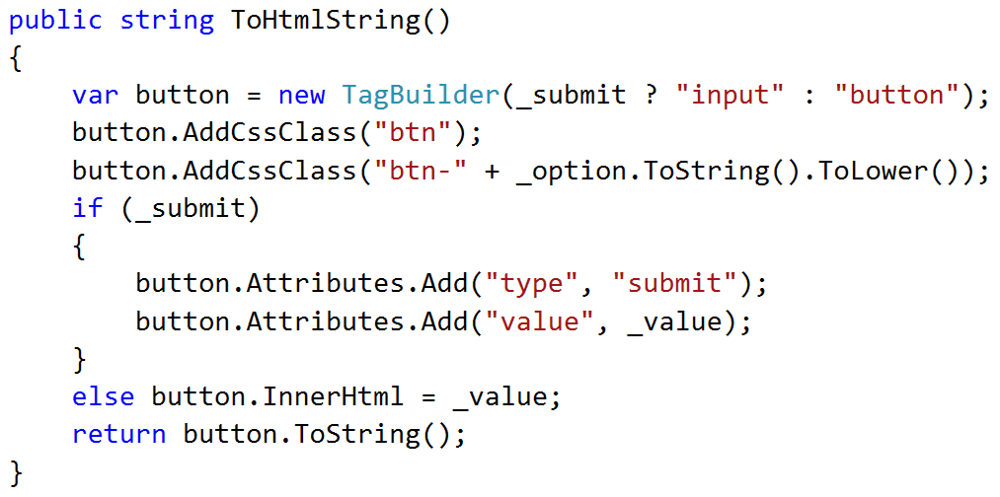 public string ToHtmlString()
{
    var button = new TagBuilder(_submit ? "input" : "button");
    button.AddCssClass("btn");
    button.AddCssClass("btn-" + _option.ToString().ToLower());
    if (_submit)
    {
        button.Attributes.Add("type", "submit");
        button.Attributes.Add("value", _value);
    }
    else button.InnerHtml = _value;
    return button.ToString();
}